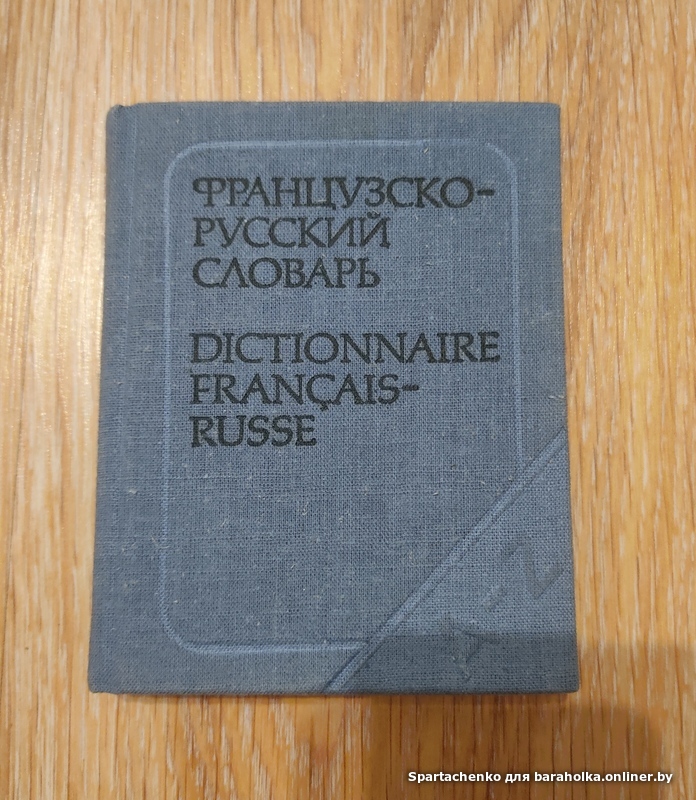 ФРАНЦУЗСКО-
РУССКИЙ
СЛОВАРЬ
DICTIONNAIRE
FRANÇAIS-
RUSSE
A-Z
Spartachenko для baraholka.onliner.by